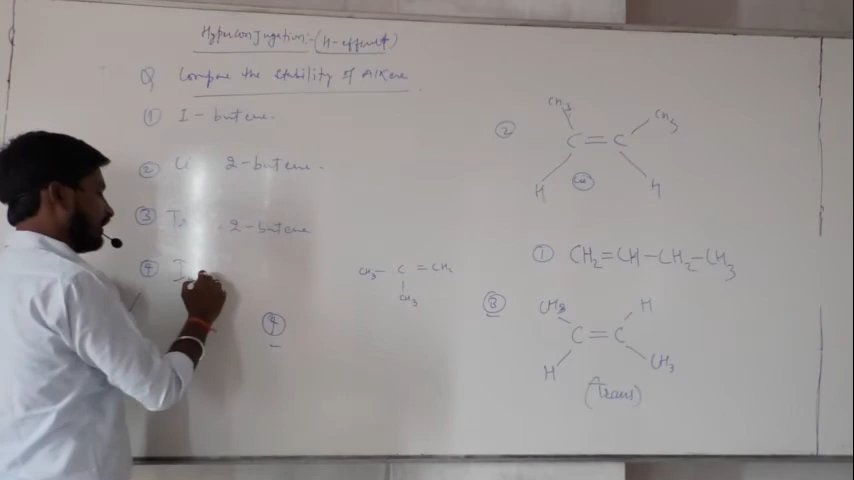 Hyperconjugation:-(H-effect)
Q Compare the stability of Alkene
① 1-butene.
② 2-butene.
③ 2-butene
④ I
④
CH₃- C =CH₂
CH₃
②
CH₃ CH₃
C=C
H H
cis
① CH₂=CH-CH₂-CH₃
③
CH₃ H
C=C
H CH₃
(Trans)